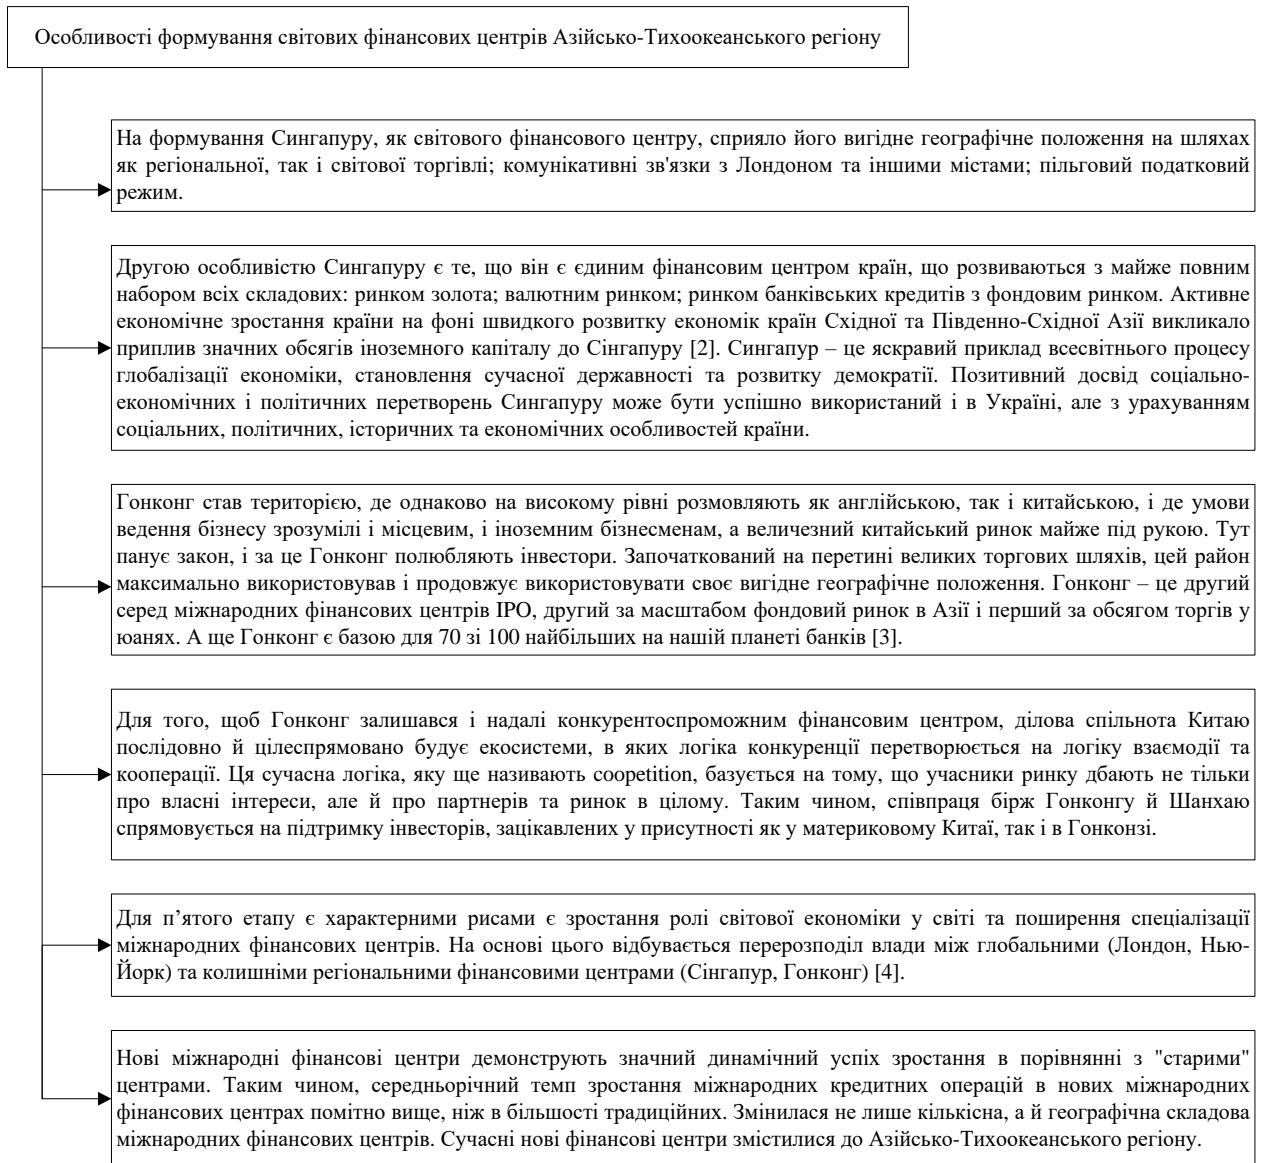 Особливості формування світових фінансових центрів Азійсько-Тихоокеанського регіону
На формування Сингапуру, як світового фінансового центру, сприяло його вигідне географічне положення на шляхах
як регіональної, так і світової торгівлі; комунікативні зв'язки з Лондоном та іншими містами; пільговий податковий
режим.
Другою особливістю Сингапуру є те, що він є єдиним фінансовим центром країн, що розвиваються з майже повним
набором всіх складових: ринком золота; валютним ринком; ринком банківських кредитів з фондовим ринком. Активне
економічне зростання країни на фоні швидкого розвитку економік країн Східної та Південно-Східної Азії викликало
приплив значних обсягів іноземного капіталу до Сінгапуру [2]. Сингапур – це яскравий приклад всесвітнього процесу
глобалізації економіки, становлення сучасної державності та розвитку демократії. Позитивний досвід соціально-
економічних і політичних перетворень Сингапуру може бути успішно використаний і в Україні, але з урахуванням
соціальних, політичних, історичних та економічних особливостей країни.
Гонконг став територією, де однаково на високому рівні розмовляють як англійською, так і китайською, і де умови
ведення бізнесу зрозумілі і місцевим, і іноземним бізнесменам, а величезний китайський ринок майже під рукою. Тут
панує закон, і за це Гонконг полюбляють інвестори. Започаткований на перетині великих торгових шляхів, цей район
максимально використовував і продовжує використовувати своє вигідне географічне положення. Гонконг – це другий
серед міжнародних фінансових центрів IPO, другий за масштабом фондовий ринок в Азії і перший за обсягом торгів у
юанях. А ще Гонконг є базою для 70 зі 100 найбільших на нашій планеті банків [3].
Для того, щоб Гонконг залишався і надалі конкурентоспроможним фінансовим центром, ділова спільнота Китаю
послідовно й цілеспрямовано будує екосистеми, в яких логіка конкуренції перетворюється на логіку взаємодії та
кооперації. Ця сучасна логіка, яку ще називають coopetition, базується на тому, що учасники ринку дбають не тільки
про власні інтереси, але й про партнерів та ринок в цілому. Таким чином, співпраця бірж Гонконгу й Шанхаю
спрямовується на підтримку інвесторів, зацікавлених у присутності як у материковому Китаї, так і в Гонконзі.
Для п’ятого етапу є характерними рисами є зростання ролі світової економіки у світі та поширення спеціалізації
міжнародних фінансових центрів. На основі цього відбувається перерозподіл влади між глобальними (Лондон, Нью-
Йорк) та колишніми регіональними фінансовими центрами (Сінгапур, Гонконг) [4].
Нові міжнародні фінансові центри демонструють значний динамічний успіх зростання в порівнянні з "старими"
центрами. Таким чином, середньорічний темп зростання міжнародних кредитних операцій в нових міжнародних
фінансових центрах помітно вище, ніж в більшості традиційних. Змінилася не лише кількісна, а й географічна складова
міжнародних фінансових центрів. Сучасні нові фінансові центри змістилися до Азійсько-Тихоокеанського регіону.